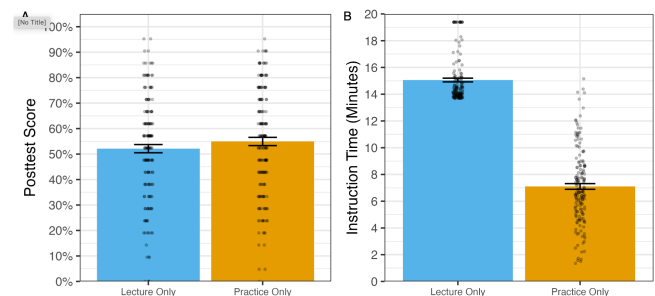 A
[No Title]
100%
90%
80%
70%
60%
50%
40%
30%
20%
10%
0%
Posttest Score
Lecture Only
Practice Only
B
20
18
16
14
12
10
8
6
4
2
0
Instruction Time (Minutes)
Lecture Only
Practice Only